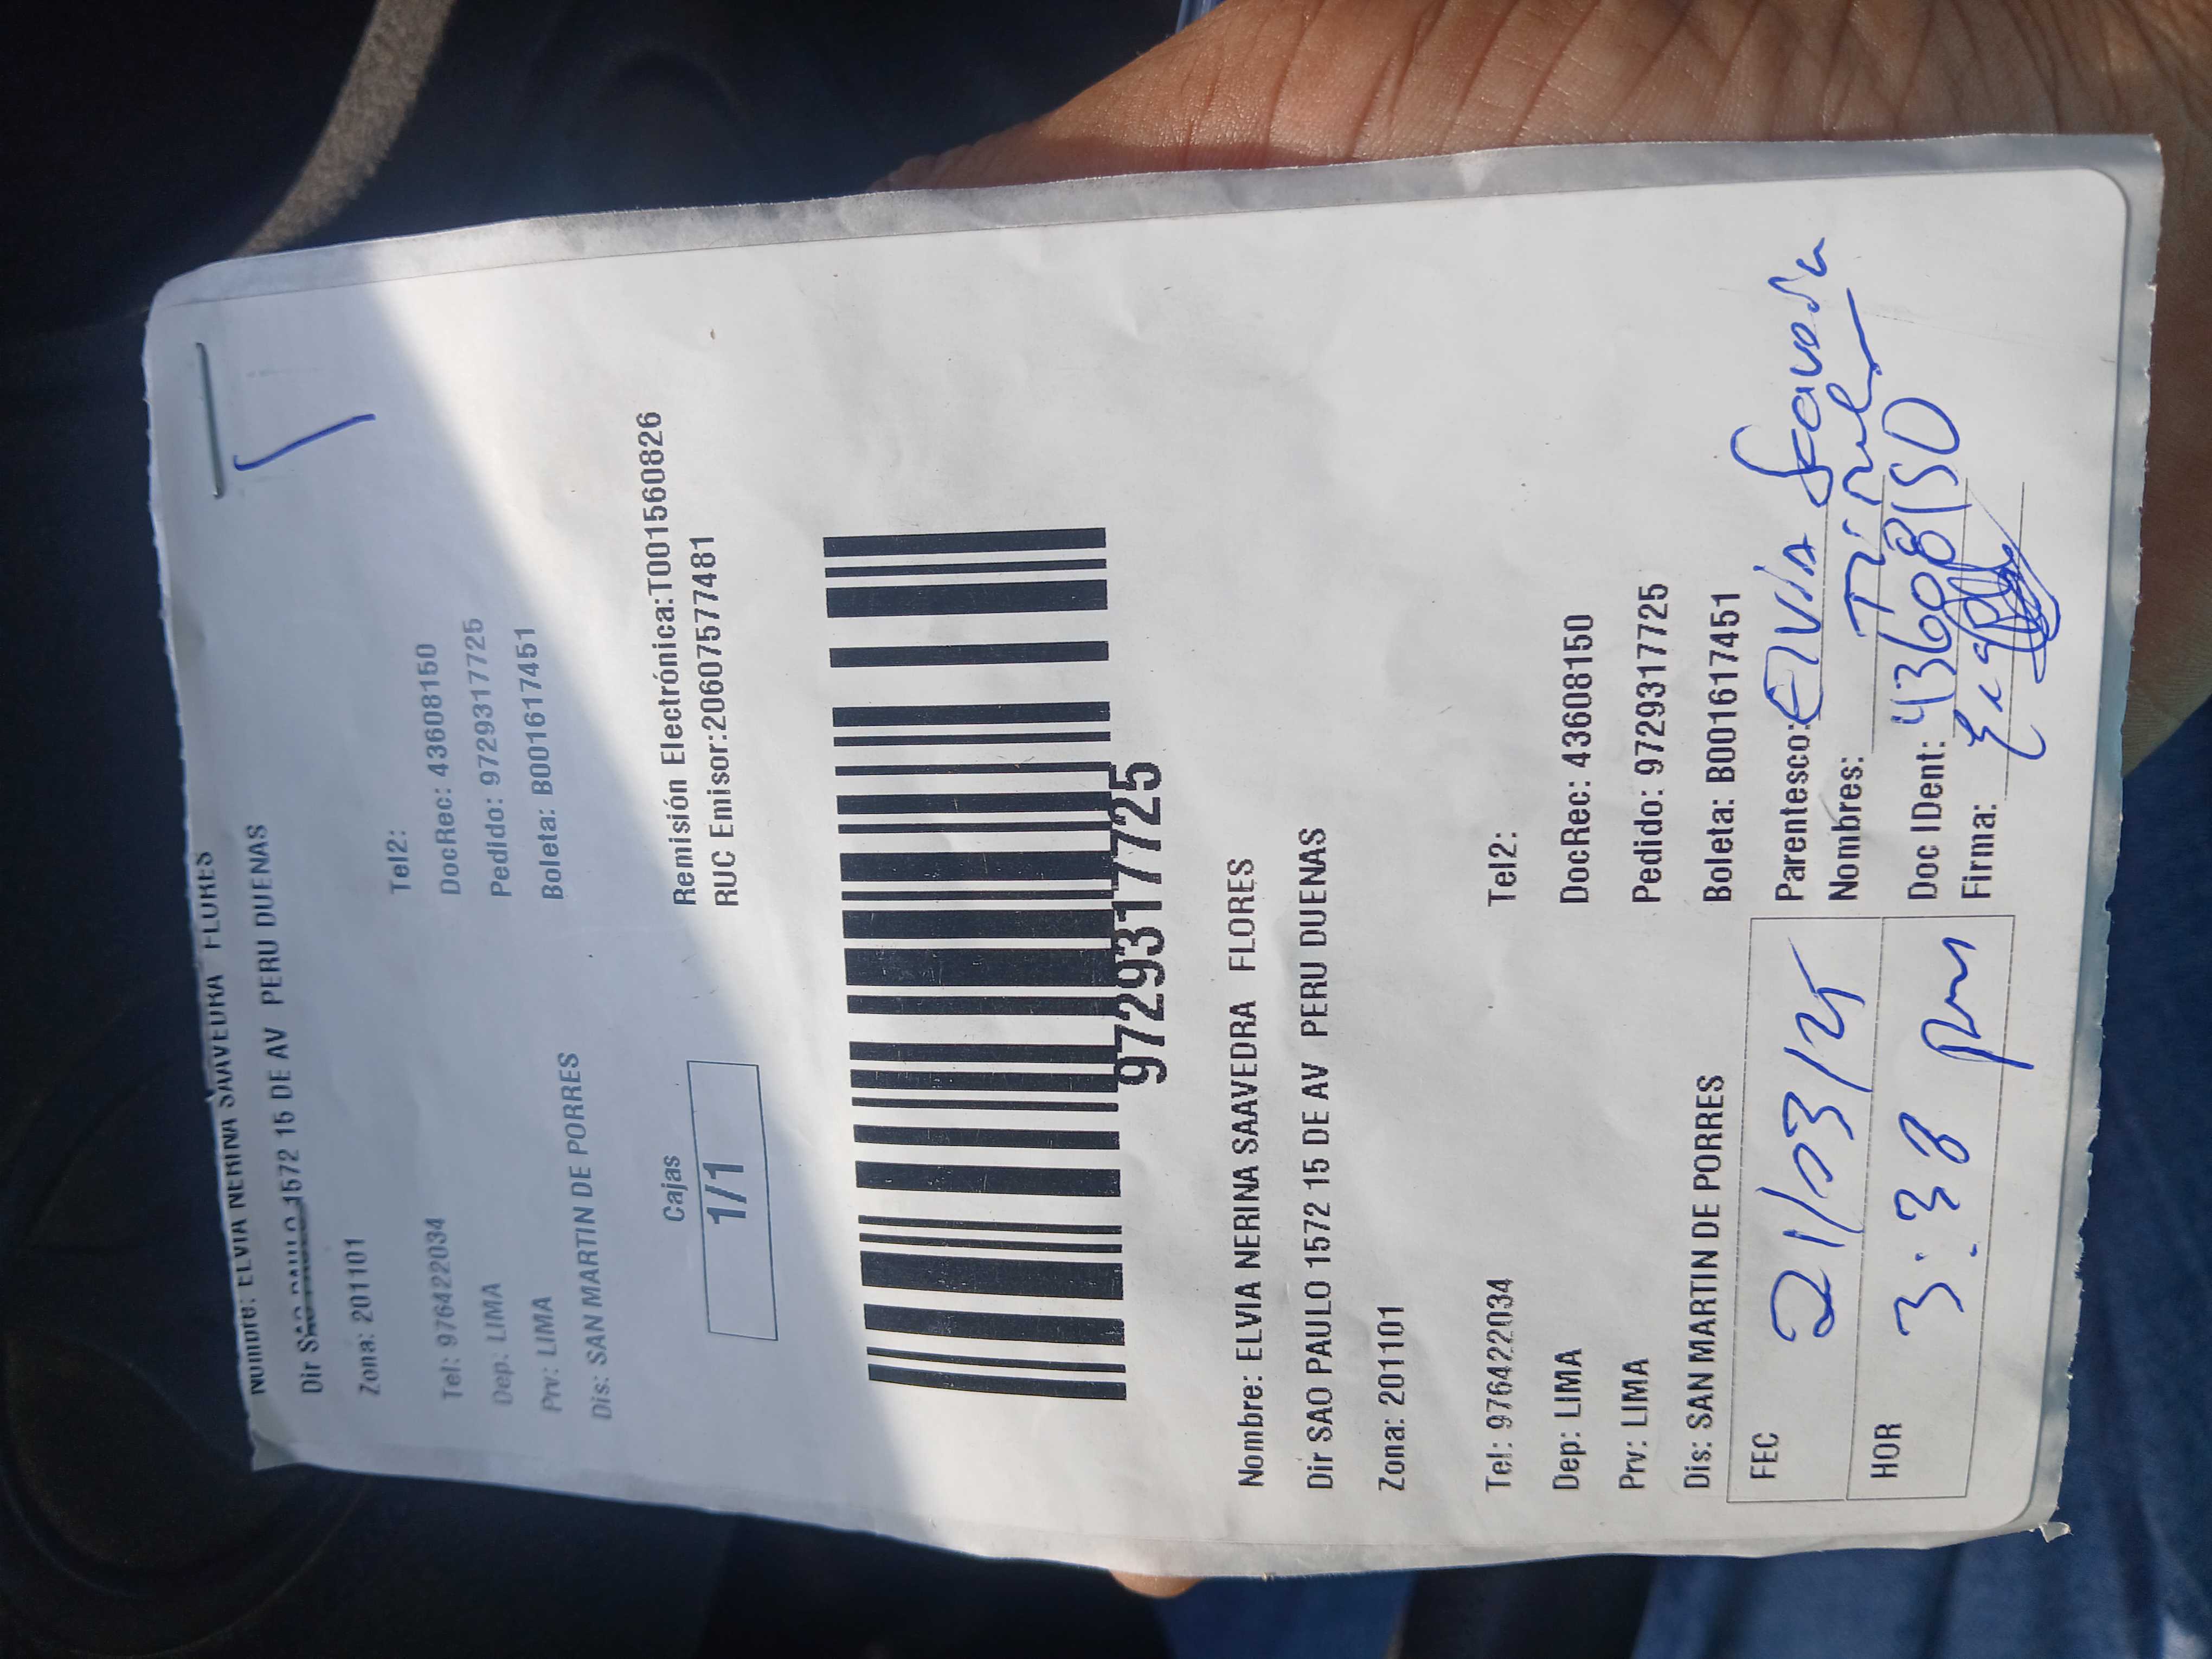 Nombre: ELVIA NERINA SAAVEDRA FLORES
Dir SAO PAULO 1572 15 DE AV PERU DUENAS
Zona: 201101
Tel: 976422034 Tel2:
Dep: LIMA DocRec: 43608150
Prv: LIMA Pedido: 97293177725
Dis: SAN MARTIN DE PORRES Boleta: B001617451
Cajas Remisión Electrónica:T001560826
1/1 RUC Emisor:20607577481
97293177725
Nombre: ELVIA NERINA SAAVEDRA FLORES
Dir SAO PAULO 1572 15 DE AV PERU DUENAS
Zona: 201101
Tel: 976422034 Tel2:
Dep: LIMA DocRec: 43608150
Prv: LIMA Pedido: 97293177725
Dis: SAN MARTIN DE PORRES Boleta: B001617451
FEC 21/03/25 Parentesco: Elvia Saavedra
Nombres: Titular
HOR 3:38 pm Doc IDent: 43608150
Firma: